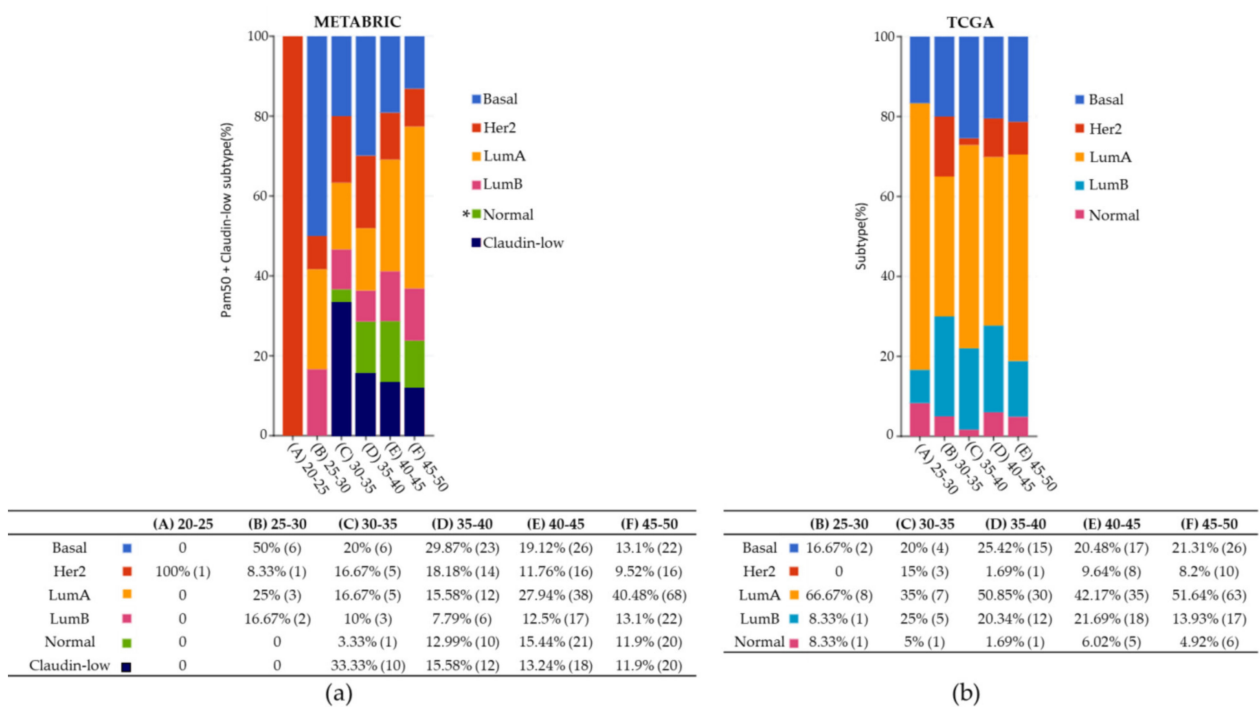 METABRIC
100
80
60
40
20
0
Pam50 + Claudin-low subtype(%)
Basal
Her2
LumA
LumB
* Normal
Claudin-low
(A) 20-25
(B) 25-30
(C) 30-35
(D) 35-40
(E) 40-45
(F) 45-50
(A) 20-25 (B) 25-30 (C) 30-35 (D) 35-40 (E) 40-45 (F) 45-50
Basal 0 50% (6) 20% (6) 29.87% (23) 19.12% (26) 13.1% (22)
Her2 100% (1) 8.33% (1) 16.67% (5) 18.18% (14) 11.76% (16) 9.52% (16)
LumA 0 25% (3) 16.67% (5) 15.58% (12) 27.94% (38) 40.48% (68)
LumB 0 16.67% (2) 10% (3) 7.79% (6) 12.5% (17) 13.1% (22)
Normal 0 0 3.33% (1) 12.99% (10) 15.44% (21) 11.9% (20)
Claudin-low 0 0 33.33% (10) 15.58% (12) 13.24% (18) 11.9% (20)
(a)
TCGA
100
80
60
40
20
0
Subtype(%)
Basal
Her2
LumA
LumB
Normal
(A) 25-30
(B) 30-35
(C) 35-40
(D) 40-45
(E) 45-50
(B) 25-30 (C) 30-35 (D) 35-40 (E) 40-45 (F) 45-50
Basal 16.67% (2) 20% (4) 25.42% (15) 20.48% (17) 21.31% (26)
Her2 0 15% (3) 1.69% (1) 9.64% (8) 8.2% (10)
LumA 66.67% (8) 35% (7) 50.85% (30) 42.17% (35) 51.64% (63)
LumB 8.33% (1) 25% (5) 20.34% (12) 21.69% (18) 13.93% (17)
Normal 8.33% (1) 5% (1) 1.69% (1) 6.02% (5) 4.92% (6)
(b)